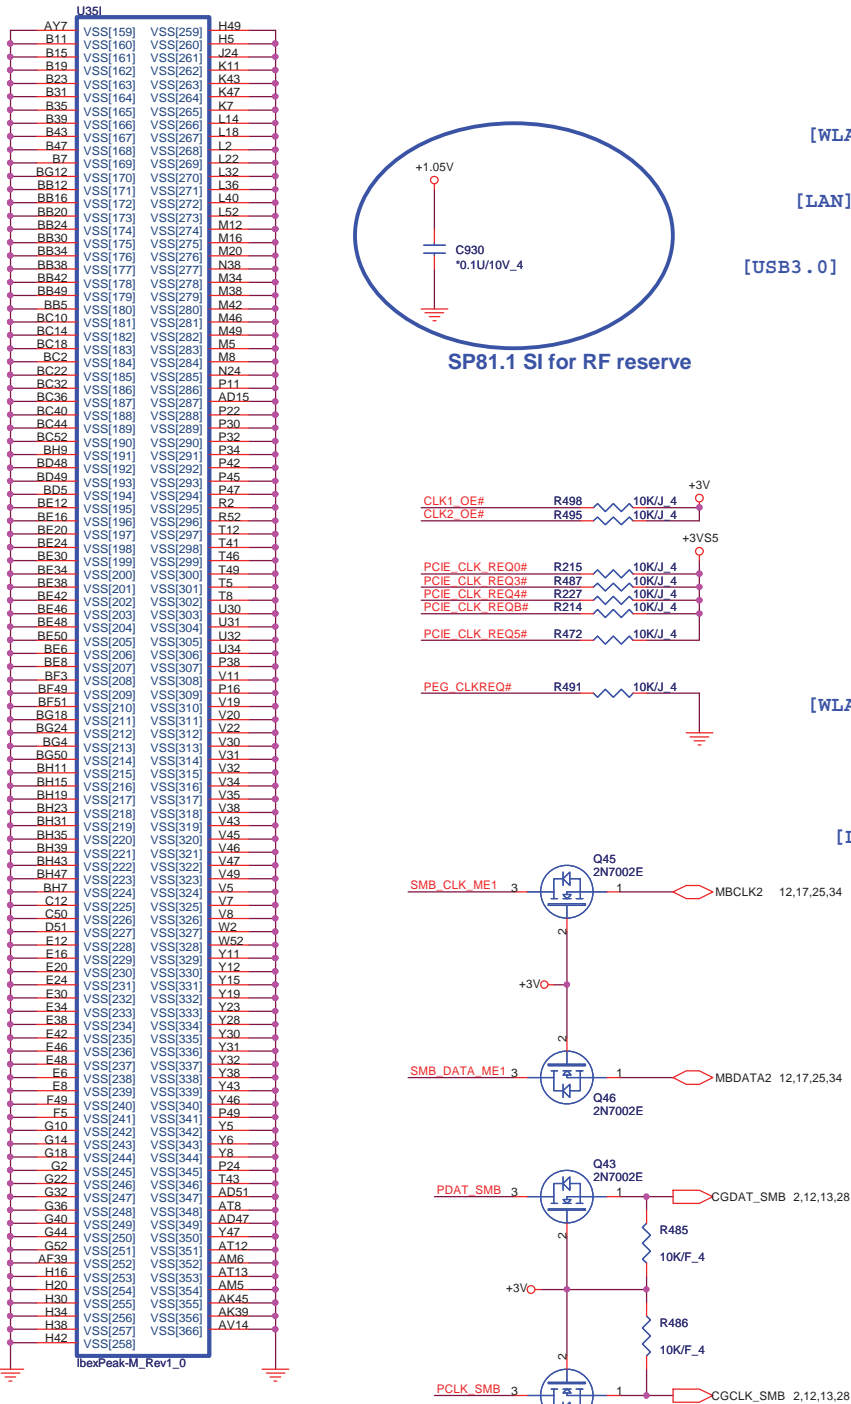 U35I
AY7 VSS[159] VSS[259] H49
B11 VSS[160] VSS[260] H5
B15 VSS[161] VSS[261] J24
B19 VSS[162] VSS[262] K11
B23 VSS[163] VSS[263] K43
B31 VSS[164] VSS[264] K47
B35 VSS[165] VSS[265] K7
B39 VSS[166] VSS[266] L14
B43 VSS[167] VSS[267] L18
B47 VSS[168] VSS[268] L2
B7 VSS[169] VSS[269] L22
BG12 VSS[170] VSS[270] L32
BB12 VSS[171] VSS[271] L36
BB16 VSS[172] VSS[272] L40
BB20 VSS[173] VSS[273] L52
BB24 VSS[174] VSS[274] M12
BB30 VSS[175] VSS[275] M16
BB34 VSS[176] VSS[276] M20
BB38 VSS[177] VSS[277] N38
BB42 VSS[178] VSS[278] M34
BB49 VSS[179] VSS[279] M38
BB5 VSS[180] VSS[280] M42
BC10 VSS[181] VSS[281] M46
BC14 VSS[182] VSS[282] M49
BC18 VSS[183] VSS[283] M5
BC2 VSS[184] VSS[284] M8
BC22 VSS[185] VSS[285] N24
BC32 VSS[186] VSS[286] P11
BC36 VSS[187] VSS[287] AD15
BC40 VSS[188] VSS[288] P22
BC44 VSS[189] VSS[289] P30
BC52 VSS[190] VSS[290] P32
BH9 VSS[191] VSS[291] P34
BD48 VSS[192] VSS[292] P42
BD49 VSS[193] VSS[293] P45
BD5 VSS[194] VSS[294] P47
BE12 VSS[195] VSS[295] R2
BE16 VSS[196] VSS[296] R52
BE20 VSS[197] VSS[297] T12
BE24 VSS[198] VSS[298] T41
BE30 VSS[199] VSS[299] T46
BE34 VSS[200] VSS[300] T49
BE38 VSS[201] VSS[301] T5
BE42 VSS[202] VSS[302] T8
BE46 VSS[203] VSS[303] U30
BE48 VSS[204] VSS[304] U31
BE50 VSS[205] VSS[305] U32
BE6 VSS[206] VSS[306] U34
BE8 VSS[207] VSS[307] P38
BF3 VSS[208] VSS[308] V11
BF49 VSS[209] VSS[309] P16
BF51 VSS[210] VSS[310] V19
BG18 VSS[211] VSS[311] V20
BG24 VSS[212] VSS[312] V22
BG4 VSS[213] VSS[313] V30
BG50 VSS[214] VSS[314] V31
BH11 VSS[215] VSS[315] V32
BH15 VSS[216] VSS[316] V34
BH19 VSS[217] VSS[317] V35
BH23 VSS[218] VSS[318] V38
BH31 VSS[219] VSS[319] V43
BH35 VSS[220] VSS[320] V45
BH39 VSS[221] VSS[321] V46
BH43 VSS[222] VSS[322] V47
BH47 VSS[223] VSS[323] V49
BH7 VSS[224] VSS[324] V5
C12 VSS[225] VSS[325] V7
C50 VSS[226] VSS[326] V8
D51 VSS[227] VSS[327] W2
E12 VSS[228] VSS[328] W52
E16 VSS[229] VSS[329] Y11
E20 VSS[230] VSS[330] Y12
E24 VSS[231] VSS[331] Y15
E30 VSS[232] VSS[332] Y19
E34 VSS[233] VSS[333] Y23
E38 VSS[234] VSS[334] Y28
E42 VSS[235] VSS[335] Y30
E46 VSS[236] VSS[336] Y31
E48 VSS[237] VSS[337] Y32
E6 VSS[238] VSS[338] Y38
E8 VSS[239] VSS[339] Y43
F49 VSS[240] VSS[340] Y46
F5 VSS[241] VSS[341] P49
G10 VSS[242] VSS[342] Y5
G14 VSS[243] VSS[343] Y6
G18 VSS[244] VSS[344] Y8
G2 VSS[245] VSS[345] P24
G22 VSS[246] VSS[346] T43
G32 VSS[247] VSS[347] AD51
G36 VSS[248] VSS[348] AT8
G40 VSS[249] VSS[349] AD47
G44 VSS[250] VSS[350] Y47
G52 VSS[251] VSS[351] AT12
AF39 VSS[252] VSS[352] AM6
H16 VSS[253] VSS[353] AT13
H20 VSS[254] VSS[354] AM5
H30 VSS[255] VSS[355] AK45
H34 VSS[256] VSS[356] AK39
H38 VSS[257] VSS[366] AV14
H42 VSS[258]
IbexPeak-M_Rev1_0
+1.05V
C930
*0.1U/10V_4
SP81.1 SI for RF reserve
[WLA
[LAN]
[USB3.0]
+3V
CLK1_OE# R498 10K/J_4
CLK2_OE# R495 10K/J_4
+3VS5
PCIE_CLK_REQ0# R215 10K/J_4
PCIE_CLK_REQ3# R487 10K/J_4
PCIE_CLK_REQ4# R227 10K/J_4
PCIE_CLK_REQB# R214 10K/J_4
PCIE_CLK_REQ5# R472 10K/J_4
PEG_CLKREQ# R491 10K/J_4
[WLA
Q45
2N7002E
SMB_CLK_ME1 3 1 MBCLK2 12,17,25,34
2
+3V
2
SMB_DATA_ME1 3 1 MBDATA2 12,17,25,34
Q46
2N7002E
Q43
2N7002E
PDAT_SMB 3 1 CGDAT_SMB 2,12,13,28
2
R485
10K/F_4
+3V
R486
10K/F_4
2
PCLK_SMB 3 1 CGCLK_SMB 2,12,13,28